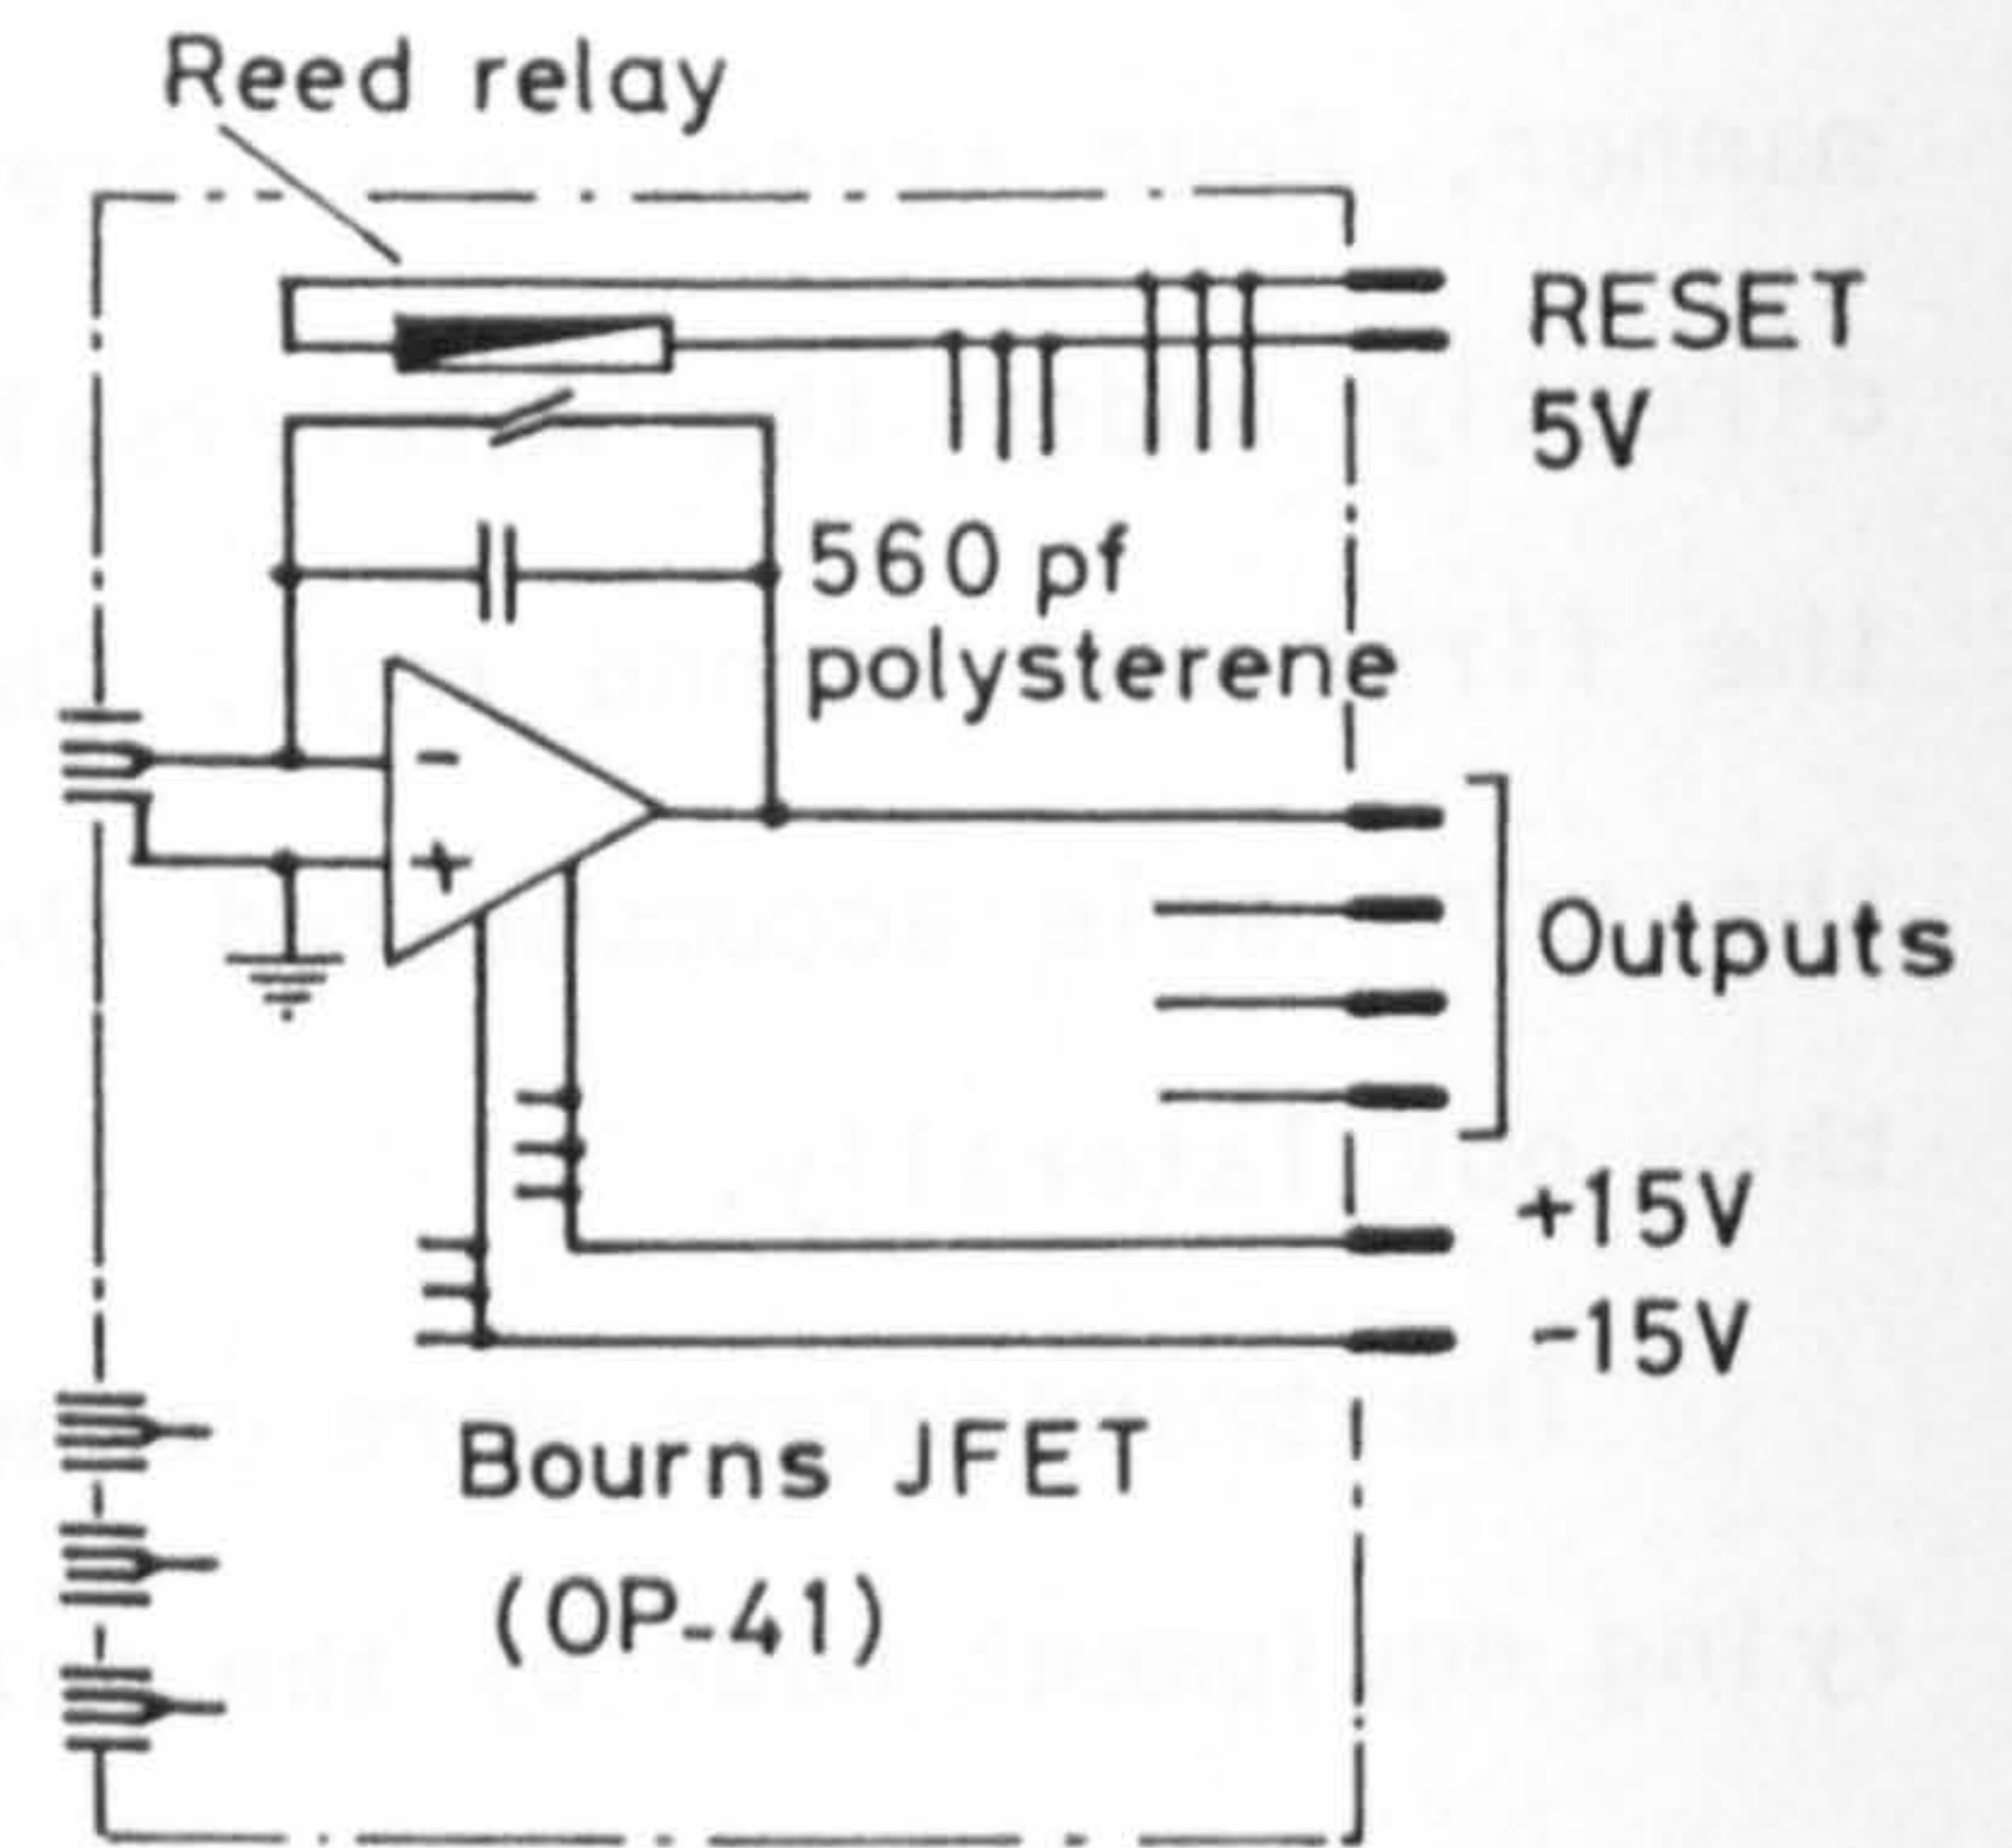 Reed relay
RESET
5V
560 pf
polysterene
-
+
Outputs
+15V
-15V
Bourns JFET
(OP-41)